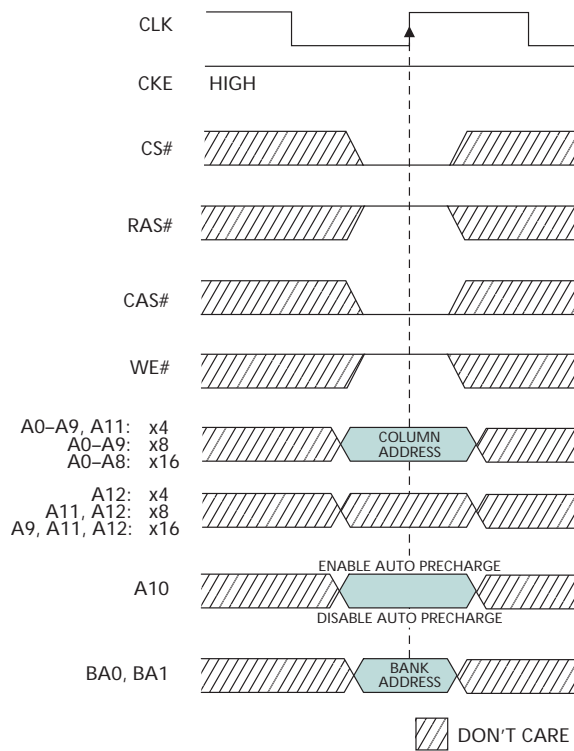 CLK
CKE HIGH
CS#
RAS#
CAS#
WE#
A0–A9, A11: x4
A0–A9: x8
A0–A8: x16
COLUMN
ADDRESS
A12: x4
A11, A12: x8
A9, A11, A12: x16
ENABLE AUTO PRECHARGE
A10
DISABLE AUTO PRECHARGE
BA0, BA1
BANK
ADDRESS
DON'T CARE